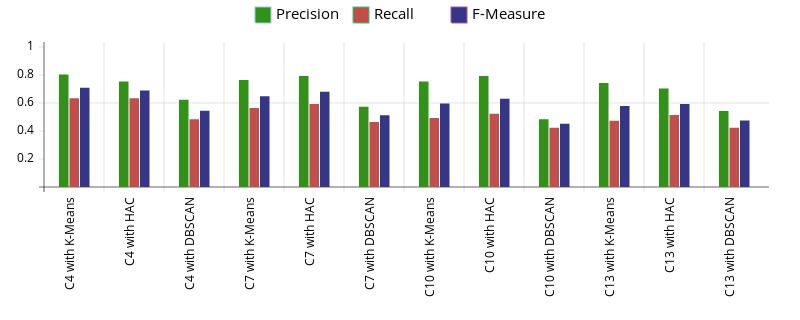 Precision Recall F-Measure
1
0.8
0.6
0.4
0.2
C4 with K-Means
C4 with HAC
C4 with DBSCAN
C7 with K-Means
C7 with HAC
C7 with DBSCAN
C10 with K-Means
C10 with HAC
C10 with DBSCAN
C13 with K-Means
C13 with HAC
C13 with DBSCAN